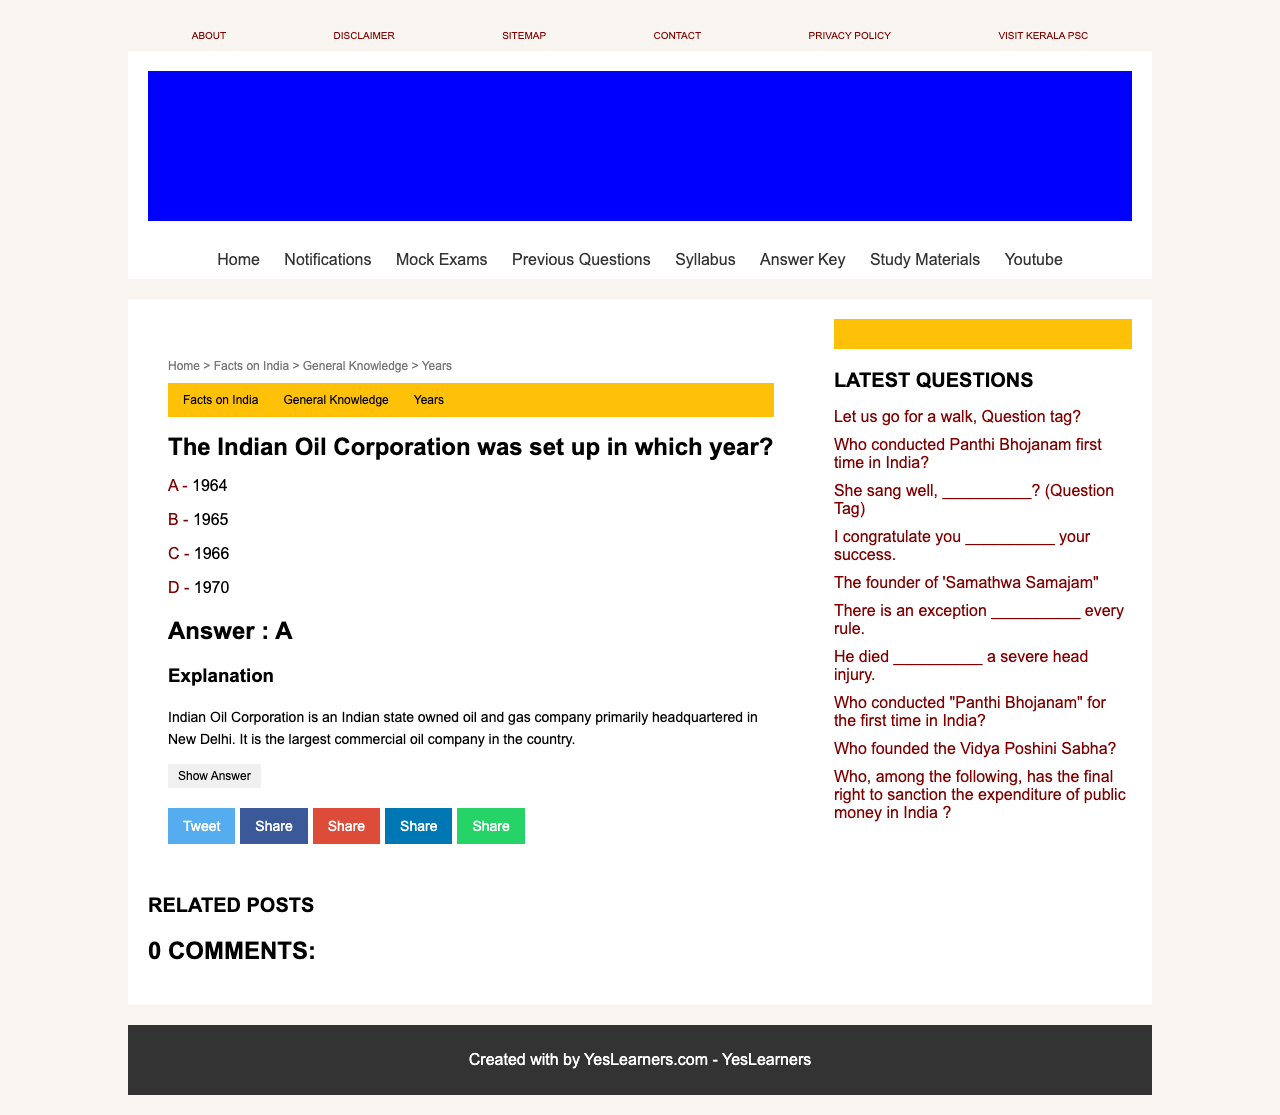 ABOUT DISCLAIMER SITEMAP CONTACT PRIVACY POLICY VISIT KERALA PSC
Home Notifications Mock Exams Previous Questions Syllabus Answer Key Study Materials Youtube
Home > Facts on India > General Knowledge > Years
Facts on India General Knowledge Years
The Indian Oil Corporation was set up in which year?
A - 1964
B - 1965
C - 1966
D - 1970
Answer : A
Explanation
Indian Oil Corporation is an Indian state owned oil and gas company primarily headquartered in
New Delhi. It is the largest commercial oil company in the country.
Show Answer
Tweet Share Share Share Share
RELATED POSTS
0 COMMENTS:
LATEST QUESTIONS
Let us go for a walk, Question tag?
Who conducted Panthi Bhojanam first
time in India?
She sang well, __________? (Question
Tag)
I congratulate you __________ your
success.
The founder of 'Samathwa Samajam"
There is an exception __________ every
rule.
He died __________ a severe head
injury.
Who conducted "Panthi Bhojanam" for
the first time in India?
Who founded the Vidya Poshini Sabha?
Who, among the following, has the final
right to sanction the expenditure of public
money in India ?
Created with by YesLearners.com - YesLearners